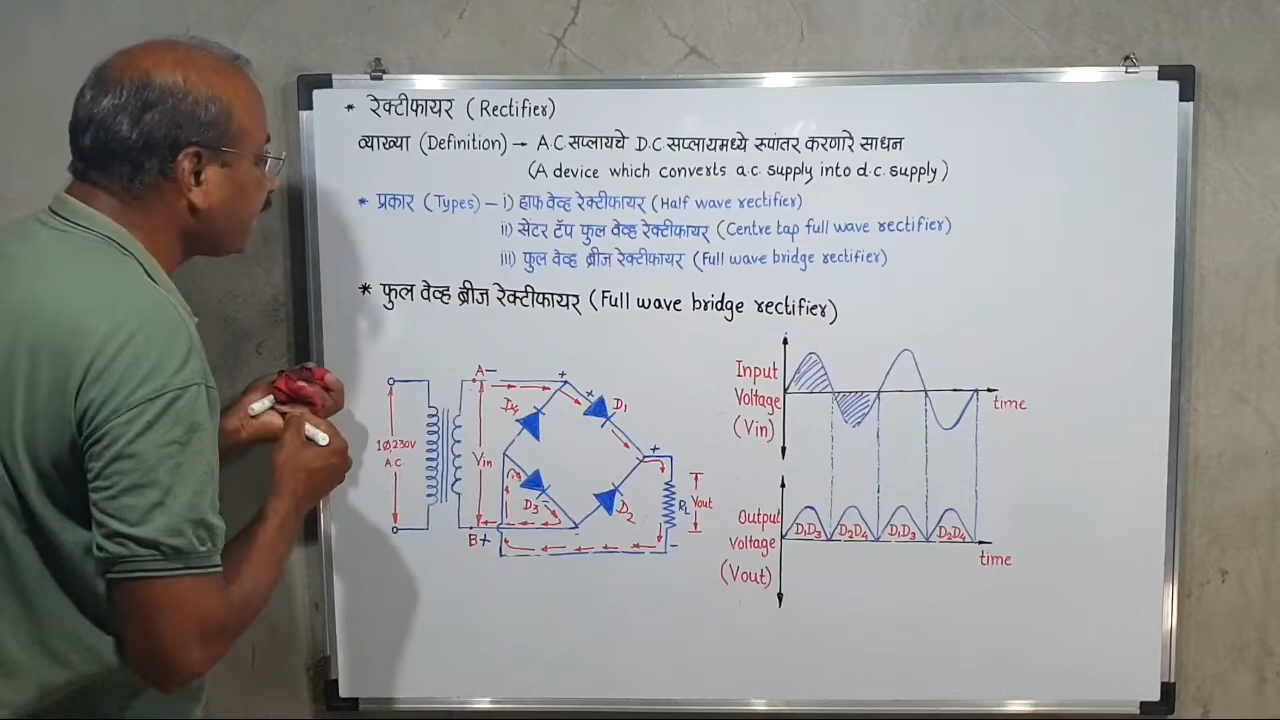 * रेक्टीफायर (Rectifier)
व्याख्या (Definition) → A.C सप्लायचे D.C सप्लायमध्ये रूपांतर करणारे साधन
(A device which converts a.c. supply into d.c. supply)
* प्रकार (Types) – i) हाफ वेव्ह रेक्टीफायर (Half wave rectifier)
ii) सेंटर टॅप फुल वेव्ह रेक्टीफायर (Centre tap full wave rectifier)
iii) फुल वेव्ह ब्रीज रेक्टीफायर (Full wave bridge rectifier)
* फुल वेव्ह ब्रीज रेक्टीफायर (Full wave bridge rectifier)
A –
+
+
D4
D1
+
1Ø 230V
A.C.
Vin
D3
–
D2
RL
Vout
B +
-
–
Input
Voltage
(Vin)
time
Output
Voltage
(Vout)
D1D3 D2D4 D1D3 D2D4
time